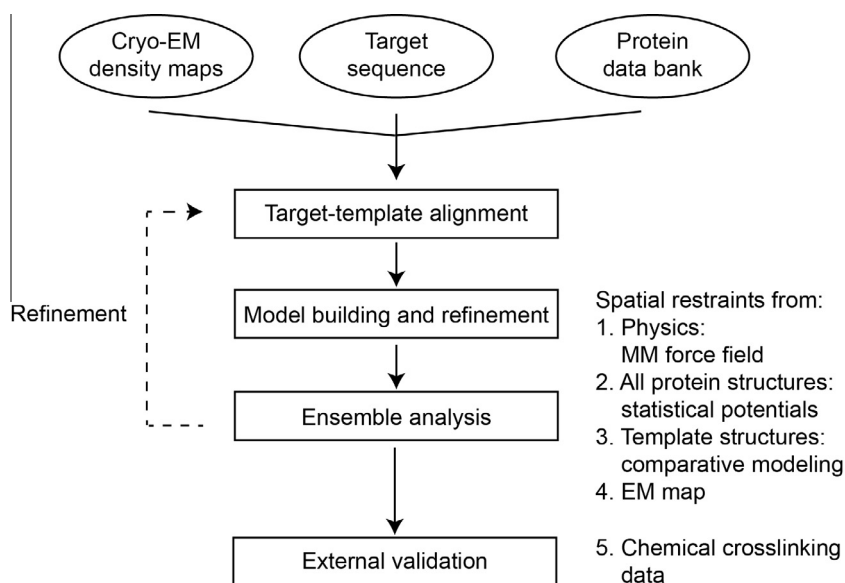 Cryo-EM
density maps
Target
sequence
Protein
data bank
Target-template alignment
Refinement
Model building and refinement
Ensemble analysis
External validation
Spatial restraints from:
1. Physics:
MM force field
2. All protein structures:
statistical potentials
3. Template structures:
comparative modeling
4. EM map
5. Chemical crosslinking
data